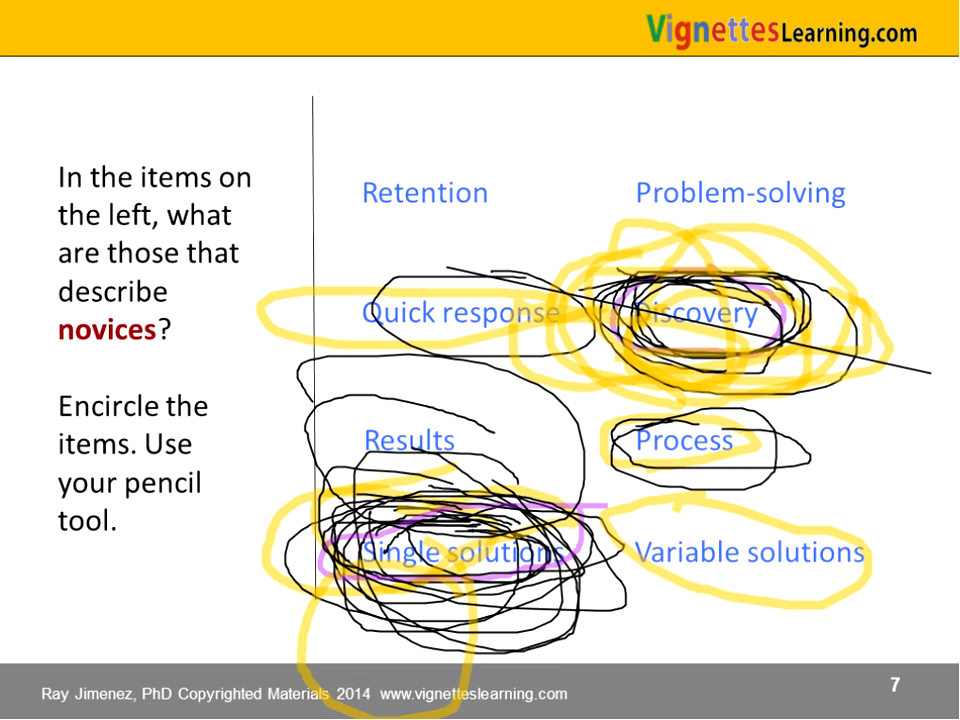 VignettesLearning.com
In the items on
the left, what
are those that
describe
novices?
Encircle the
items. Use
your pencil
tool.
Retention Problem-solving
Quick response Discovery
Results Process
Single solutions Variable solutions
Ray Jimenez, PhD Copyrighted Materials 2014 www.vignetteslearning.com
7